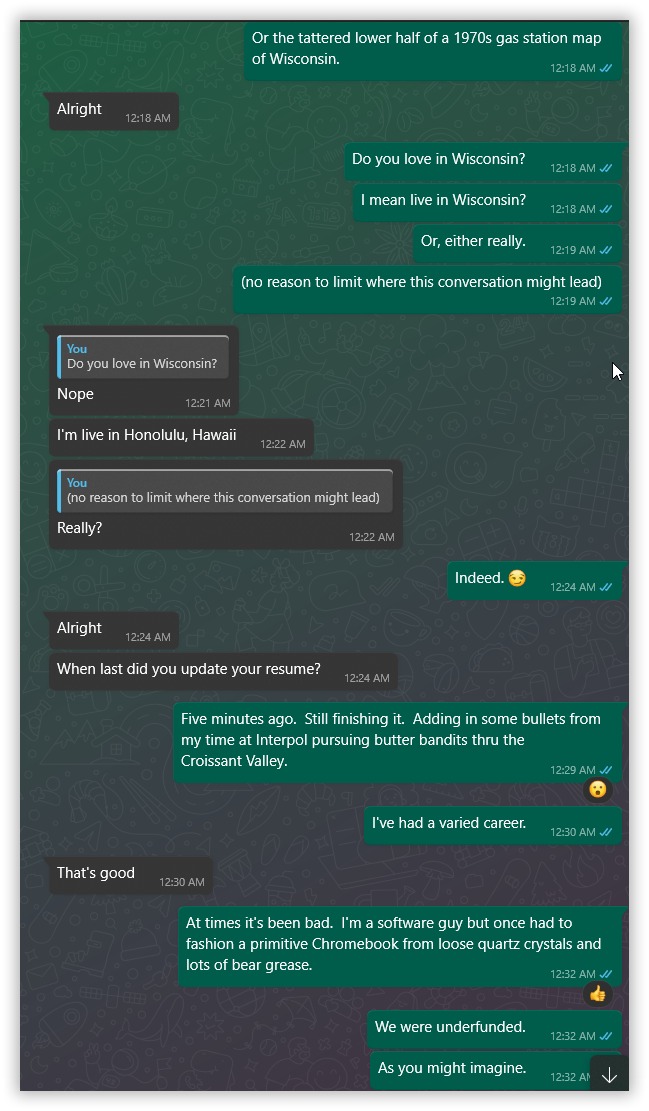 Or the tattered lower half of a 1970s gas station map
of Wisconsin.
12:18 AM
Alright
12:18 AM
Do you love in Wisconsin?
12:18 AM
I mean live in Wisconsin?
12:18 AM
Or, either really.
12:19 AM
(no reason to limit where this conversation might lead)
12:19 AM
You
Do you love in Wisconsin?
Nope
12:21 AM
I'm live in Honolulu, Hawaii
12:22 AM
You
(no reason to limit where this conversation might lead)
Really?
12:22 AM
Indeed. 😏
12:24 AM
Alright
12:24 AM
When last did you update your resume?
12:24 AM
Five minutes ago.  Still finishing it.  Adding in some bullets from
my time at Interpol pursuing butter bandits thru the
Croissant Valley.
12:29 AM
😮
I've had a varied career.
12:30 AM
That's good
12:30 AM
At times it's been bad.  I'm a software guy but once had to
fashion a primitive Chromebook from loose quartz crystals and
lots of bear grease.
12:32 AM
👍
We were underfunded.
12:32 AM
As you might imagine.
12:32 AM